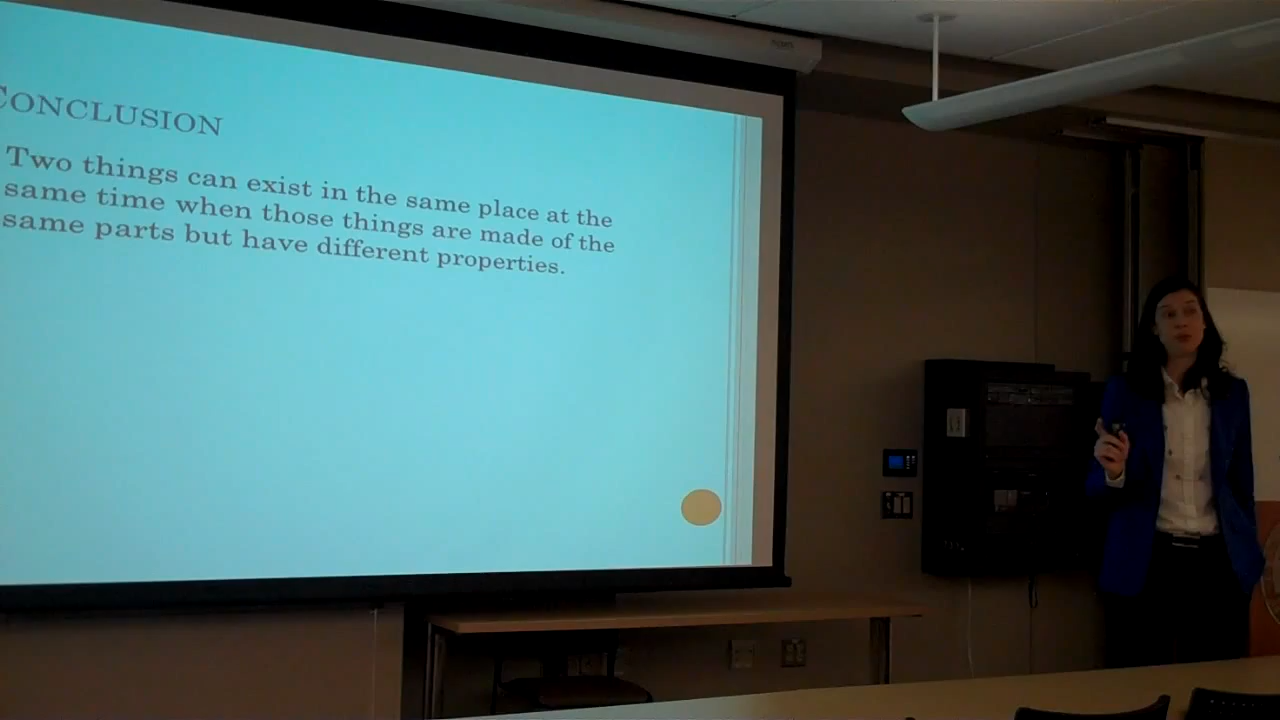 CONCLUSION
Two things can exist in the same place at the
same time when those things are made of the
same parts but have different properties.